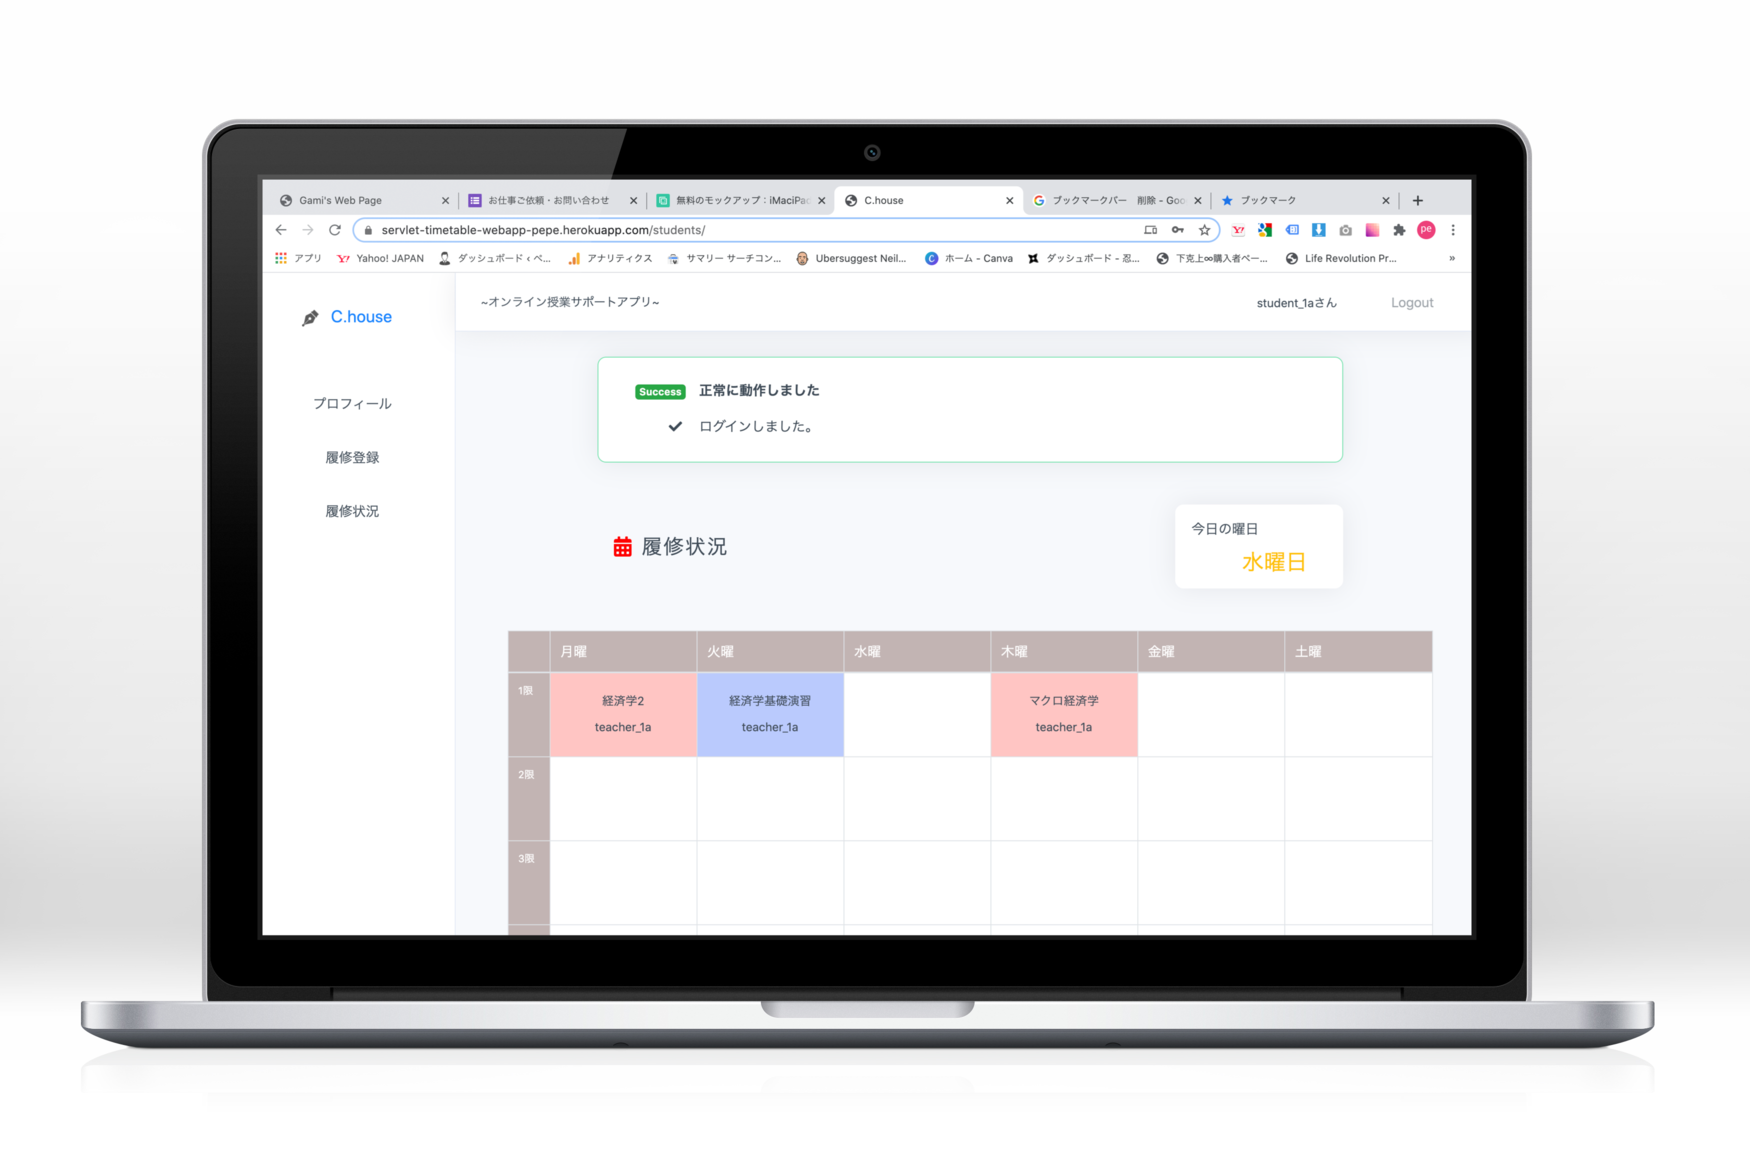 Gami's Web Page
お仕事ご依頼・お問い合わせ
無料のモックアップ：iMaciPac
C.house
ブックマークバー 削除 - Goo
ブックマーク
servlet-timetable-webapp-pepe.herokuapp.com/students/
pe
アプリ
Yahoo! JAPAN
ダッシュボード ‹ ペ...
アナリティクス
サマリー サーチコン...
Ubersuggest Neil...
ホーム - Canva
ダッシュボード - 忍...
下克上∞購入者ペー...
Life Revolution Pr...
»
C.house
~オンライン授業サポートアプリ~
student_1aさん
Logout
プロフィール
履修登録
履修状況
Success 正常に動作しました
ログインしました。
履修状況
今日の曜日
水曜日
月曜 火曜 水曜 木曜 金曜 土曜
1限
経済学2
teacher_1a
経済学基礎演習
teacher_1a
マクロ経済学
teacher_1a
2限
3限